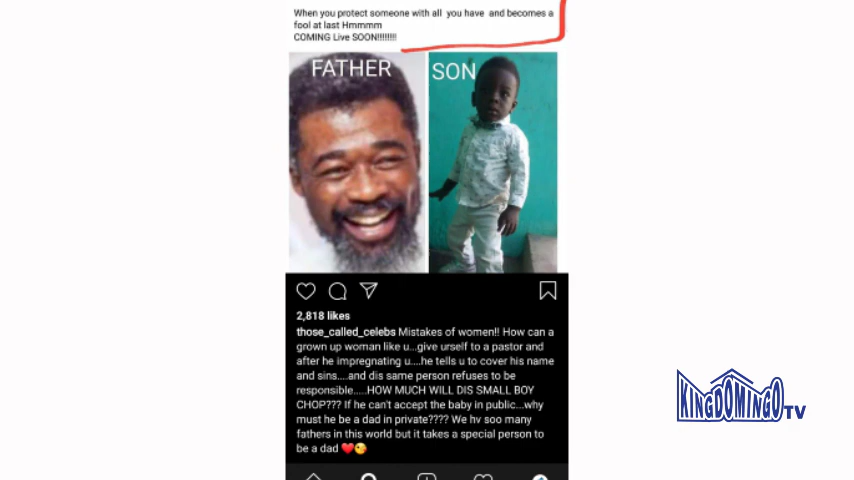 When you protect someone with all you have and becomes a
fool at last Hmmmm
COMING Live SOON!!!!!!!!
FATHER
SON
2,818 likes
those_called_celebs Mistakes of women!! How can a
grown up woman like u...give urself to a pastor and
after he impregnating u....he tells u to cover his name
and sins....and dis same person refuses to be
responsible.....HOW MUCH WILL DIS SMALL BOY
CHOP??? If he can't accept the baby in public...why
must he be a dad in private???? We hv soo many
fathers in this world but it takes a special person to
be a dad ❤️😘
KINGDOMINGO TV